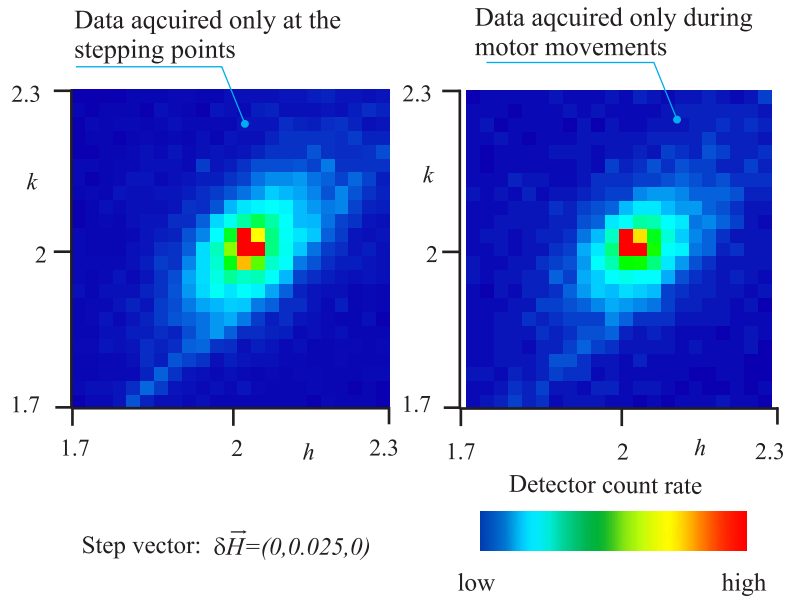 Data aqcuired only at the
stepping points
Data aqcuired only during
motor movements
2.3
k
2
1.7
1.7
2
h
2.3
2.3
k
2
1.7
1.7
2
h
2.3
Detector count rate
low
high
Step vector: δH⃗=(0,0.025,0)